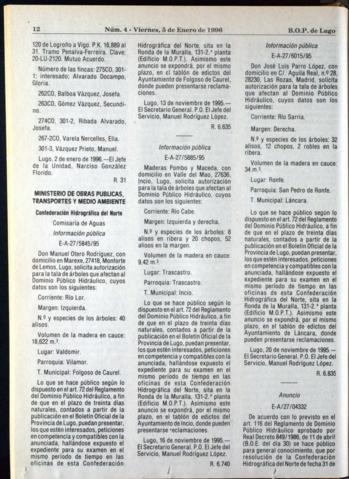 12
Núm. 4 - Viernes, 5 de Enero de 1996
B.O.P. de Lugo
120 de Logroño a Vigo. P.K. 16,889 al
31. Tramo Penalva-Ferreira. Clave:
20-LU-2120. Mutuo Acuerdo.
Número de las fincas: 275CO, 301-
1; interesado; Alvarado Docampo,
Gloria.
262CO, Balboa Vázquez, Josefa.
263CO, Gómez Vázquez, Secundi-
no.
274CO, 301-2, Ribada Alvarado,
Josefa.
267-2CO, Varela Nercelles, Elia.
301-3, Vázquez Prieto, Manuel.
Lugo, 2 de enero de 1996.—El Jefe
de la Unidad, Narciso González
Florido.
R. 31
MINISTERIO DE OBRAS PUBLICAS,
TRANSPORTES Y MEDIO AMBIENTE
Confederación Hidrográfica del Norte
Comisaría de Aguas
Información pública
E-A-27/5845/95
Don Manuel Otero Rodríguez, con
domicilio en Marexe, 27418, Monforte
de Lemos, Lugo, solicita autorización
para la tala de árboles que afectan al
Dominio Público Hidráulico, cuyos
datos son los siguientes:
Corriente: Río Lor.
Margen: Izquierda.
N.º y especies de los árboles: 40
alisos.
Volumen de la madera en cauce:
16,622 m.³
Lugar: Valdomir.
Parroquia: Vilamor.
T. Municipal: Folgoso de Caurel.
Lo que se hace público según lo
dispuesto en el art. 72 del Reglamento
del Dominio Público Hidráulico, a fin
de que en el plazo de treinta días
naturales, contados a partir de la
publicación en el Boletín Oficial de la
Provincia de Lugo, puedan presentar,
los que estén interesados, peticiones
en competencia y compatibles con la
anunciada, hallándose expuesto el
expediente para su examen en el
mismo período de tiempo en las
oficinas de esta Confederación
Hidrográfica del Norte, sita en la
Ronda de la Muralla, 131-2.ª planta
(Edificio M.O.P.T.). Asimismo este
anuncio se expondrá, por el mismo
plazo, en el tablón de edictos del
Ayuntamiento de Folgoso de Caurel,
donde pueden presentarse reclama-
ciones.
Lugo, 13 de noviembre de 1995.—
El Secretario General. P.O. El Jefe del
Servicio, Manuel Rodríguez López.
R. 6.635
Información pública
E-A-27/5885/95
Maderas Pombo y Maceda, con
domicilio en Valle del Mao, 27636,
Incio, Lugo, solicita autorización
para la tala de árboles que afectan al
Dominio Público Hidráulico, cuyos
datos son los siguientes:
Corriente: Río Cabe.
Margen: Izquierda y derecha.
N.º y especies de los árboles: 8
alisos en ribera y 20 chopos, 52
alisos en la margen.
Volumen de la madera en cauce:
9,42 m.³
Lugar: Trascastro.
Parroquia: Trascastro.
T. Municipal: Incio.
Lo que se hace público según lo
dispuesto en el art. 72 del Reglamento
del Dominio Público Hidráulico, a fin
de que en el plazo de treinta días
naturales, contados a partir de la
publicación en el Boletín Oficial de la
Provincia de Lugo, puedan presentar,
los que estén interesados, peticiones
en competencia y compatibles con la
anunciada, hallándose expuesto el
expediente para su examen en el
mismo período de tiempo en las
oficinas de esta Confederación
Hidrográfica del Norte, sita en la
Ronda de la Muralla, 131-2.ª planta
(Edificio M.O.P.T.). Asimismo este
anuncio se expondrá, por el mismo
plazo, en el tablón de edictos del
Ayuntamiento de Incio, donde pueden
presentarse reclamaciones.
Lugo, 16 de noviembre de 1995.—
El Secretario General. P.O. El Jefe del
Servicio, Manuel Rodríguez López.
R. 6.740
Información pública
E-A-27/6015/95
Don José Luis Parro López, con
domicilio en C/ Aguila Real, n.º 28,
28230, Las Rozas, Madrid, solicita
autorización para la tala de árboles
que afectan al Dominio Público
Hidráulico, cuyos datos son los
siguientes:
Corriente: Río Sarria.
Margen: Derecha.
N.º y especies de los árboles: 32
alisos, 12 chopos, 2 robles en la
ribera.
Volumen de la madera en cauce:
34 m.³
Lugar: Ronfe.
Parroquia: San Pedro de Ronfe.
T. Municipal: Láncara.
Lo que se hace público según lo
dispuesto en el art. 72 del Reglamento
del Dominio Público Hidráulico, a fin
de que en el plazo de treinta días
naturales, contados a partir de la
publicación en el Boletín Oficial de la
Provincia de Lugo, puedan presentar,
los que estén interesados, peticiones
en competencia y compatibles con la
anunciada, hallándose expuesto el
expediente para su examen en el
mismo período de tiempo en las
oficinas de esta Confederación
Hidrográfica del Norte, sita en la
Ronda de la Muralla, 131-2.ª planta
(Edificio M.O.P.T.). Asimismo este
anuncio se expondrá, por el mismo
plazo, en el tablón de edictos del
Ayuntamiento de Láncara, donde
pueden presentarse reclamaciones.
Lugo, 20 de noviembre de 1995.—
El Secretario General. P.O. El Jefe del
Servicio, Manuel Rodríguez López.
R. 6.835
Anuncio
E-A-27/04332
De acuerdo con lo previsto en el
art. 116 del Reglamento de Dominio
Público Hidráulico aprobado por
Real Decreto 849/1986, de 11 de abril
(B.O.E. del día 30) se hace público
para general conocimiento, que por
resolución de la Confederación
Hidrográfica del Norte de fecha 31 de